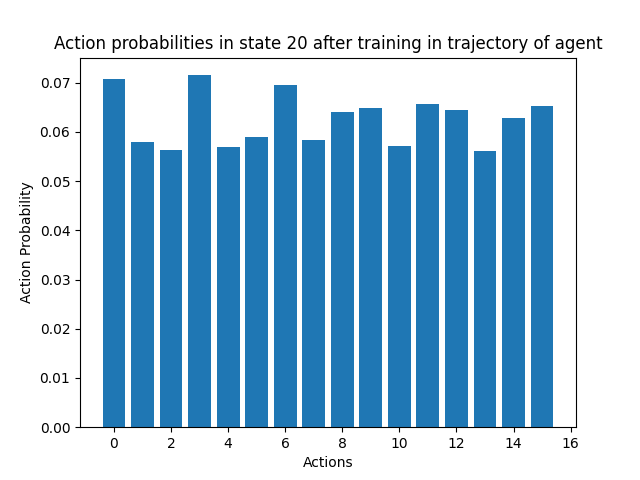 Action probabilities in state 20 after training in trajectory of agent
0.07
0.06
0.05
0.04
0.03
0.02
0.01
0.00
Action Probability
0 2 4 6 8 10 12 14 16
Actions